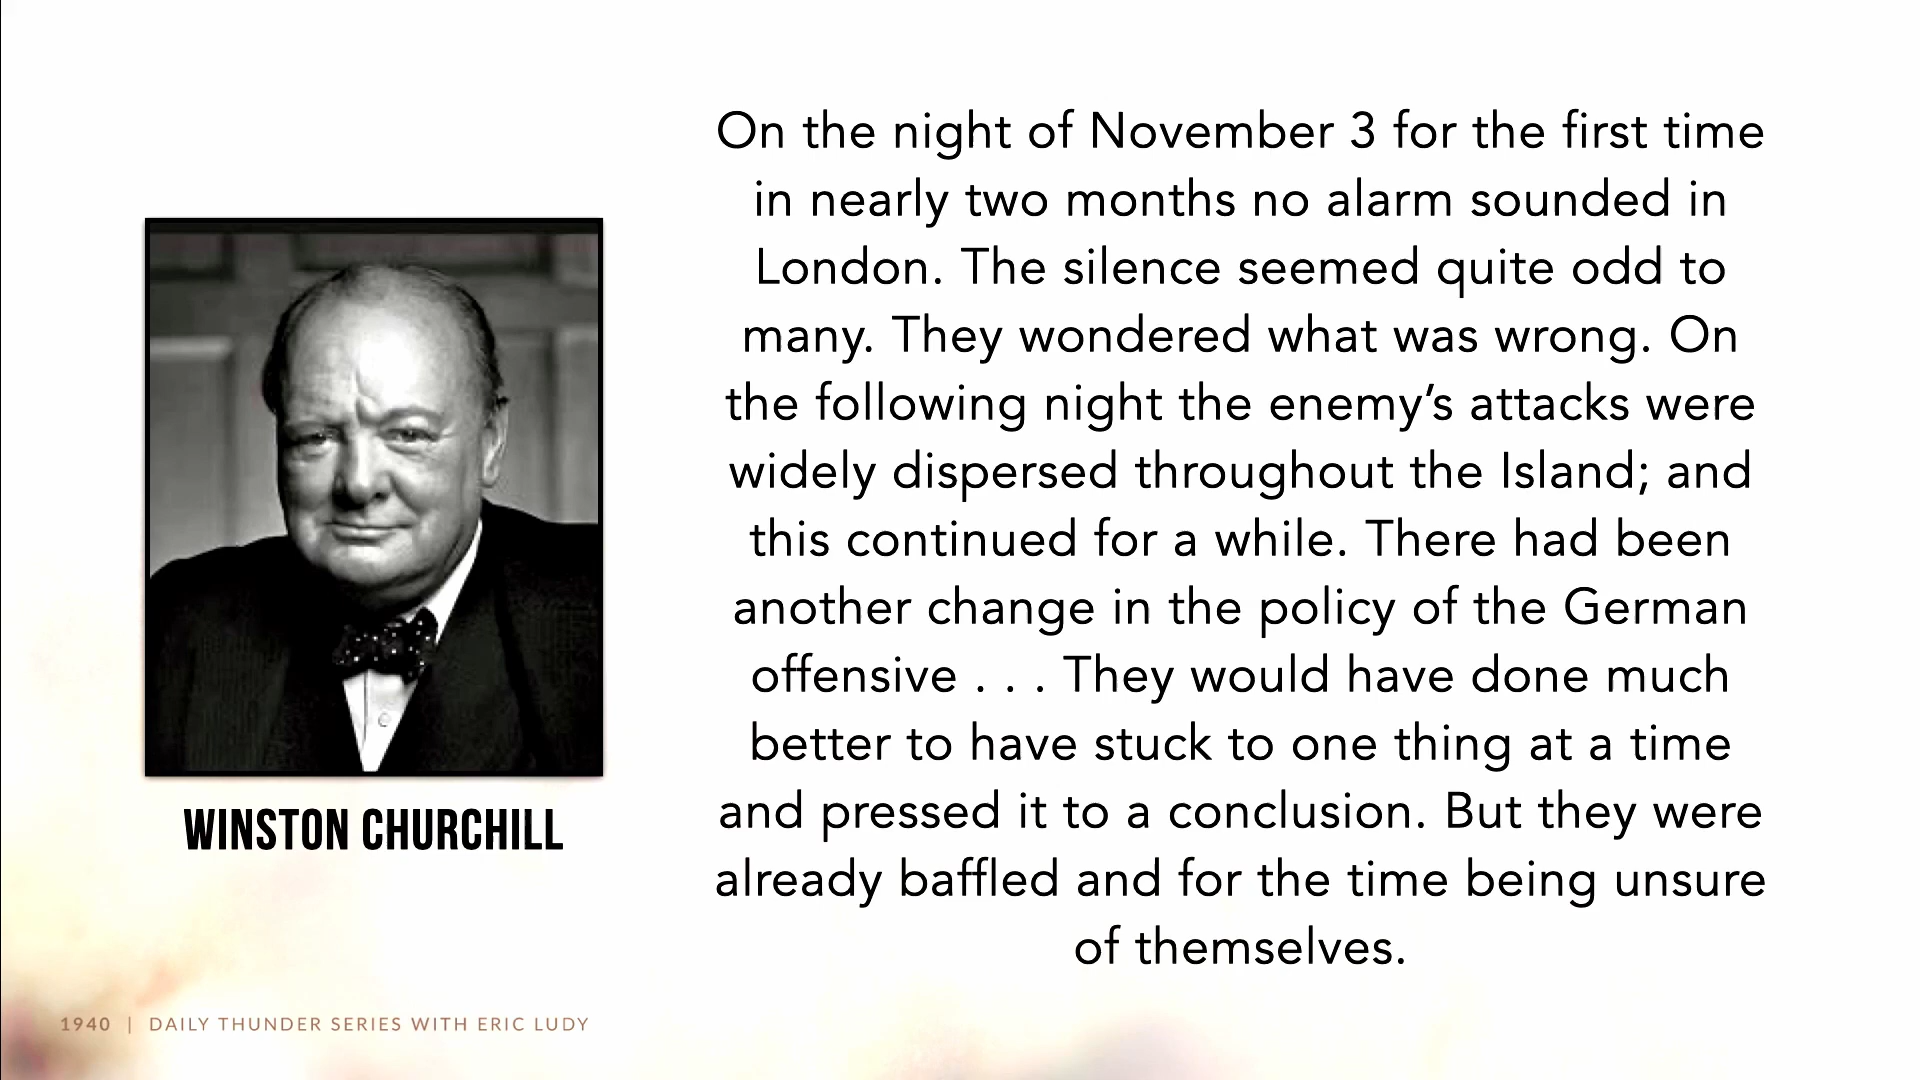 On the night of November 3 for the first time
in nearly two months no alarm sounded in
London. The silence seemed quite odd to
many. They wondered what was wrong. On
the following night the enemy’s attacks were
widely dispersed throughout the Island; and
this continued for a while. There had been
another change in the policy of the German
offensive . . . They would have done much
better to have stuck to one thing at a time
and pressed it to a conclusion. But they were
already baffled and for the time being unsure
of themselves.
WINSTON CHURCHILL
1940 | DAILY THUNDER SERIES WITH ERIC LUDY